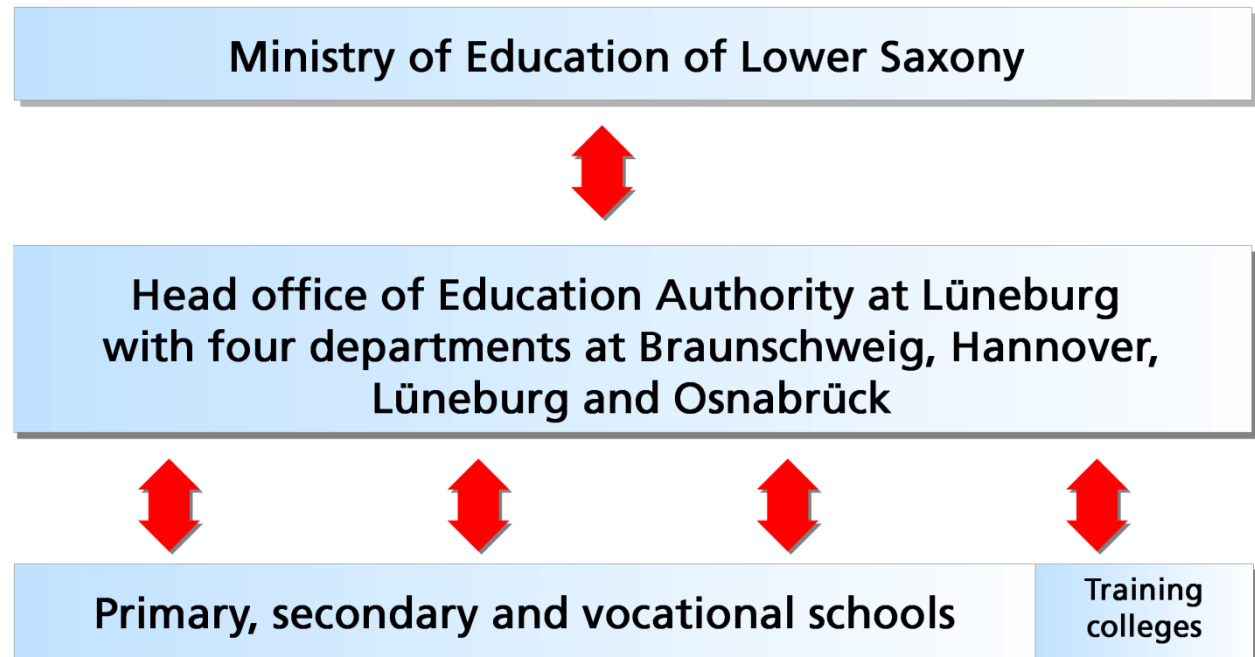 Ministry of Education of Lower Saxony
Head office of Education Authority at Lüneburg
with four departments at Braunschweig, Hannover,
Lüneburg and Osnabrück
Primary, secondary and vocational schools
Training
colleges